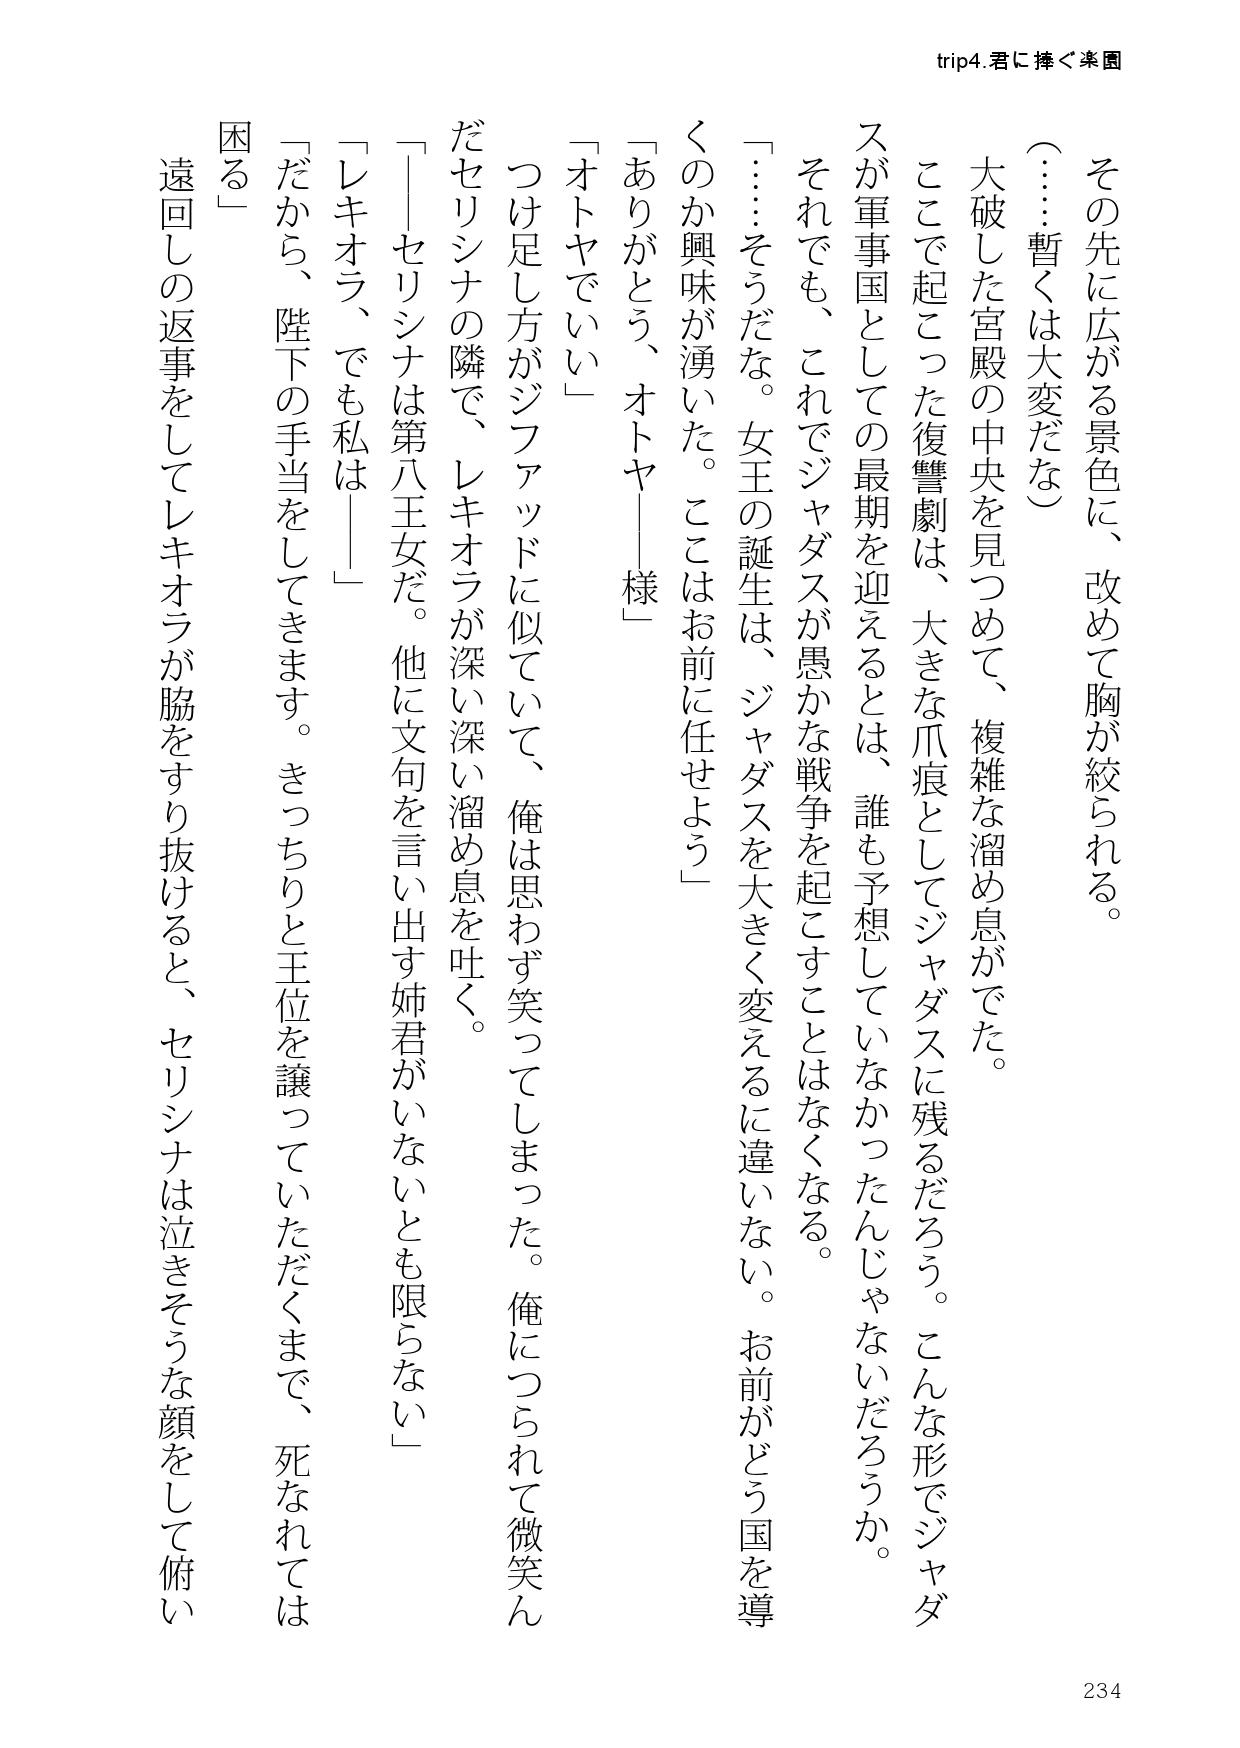 trip4.君に捧ぐ楽園
その先に広がる景色に、改めて胸が絞られる。
(……暫くは大変だな)
大破した宮殿の中央を見つめて、複雑な溜め息がでた。
ここで起こった復讐劇は、大きな爪痕としてジャダスに残るだろう。こんな形でジャダ
スが軍事国としての最期を迎えるとは、誰も予想していなかったんじゃないだろうか。
それでも、これでジャダスが愚かな戦争を起こすことはなくなる。
「……そうだな。女王の誕生は、ジャダスを大きく変えるに違いない。お前がどう国を導
くのか興味が湧いた。ここはお前に任せよう」
「ありがとう、オトヤ――様」
「オトヤでいい」
つけ足し方がジファッドに似ていて、俺は思わず笑ってしまった。俺につられて微笑ん
だセリシナの隣で、レキオラが深い深い溜め息を吐く。
「――セリシナは第八王女だ。他に文句を言い出す姉君がいないとも限らない」
「レキオラ、でも私は――」
「だから、陛下の手当をしてきます。きっちりと王位を譲っていただくまで、死なれては
困る」
遠回しの返事をしてレキオラが脇をすり抜けると、セリシナは泣きそうな顔をして俯い
234